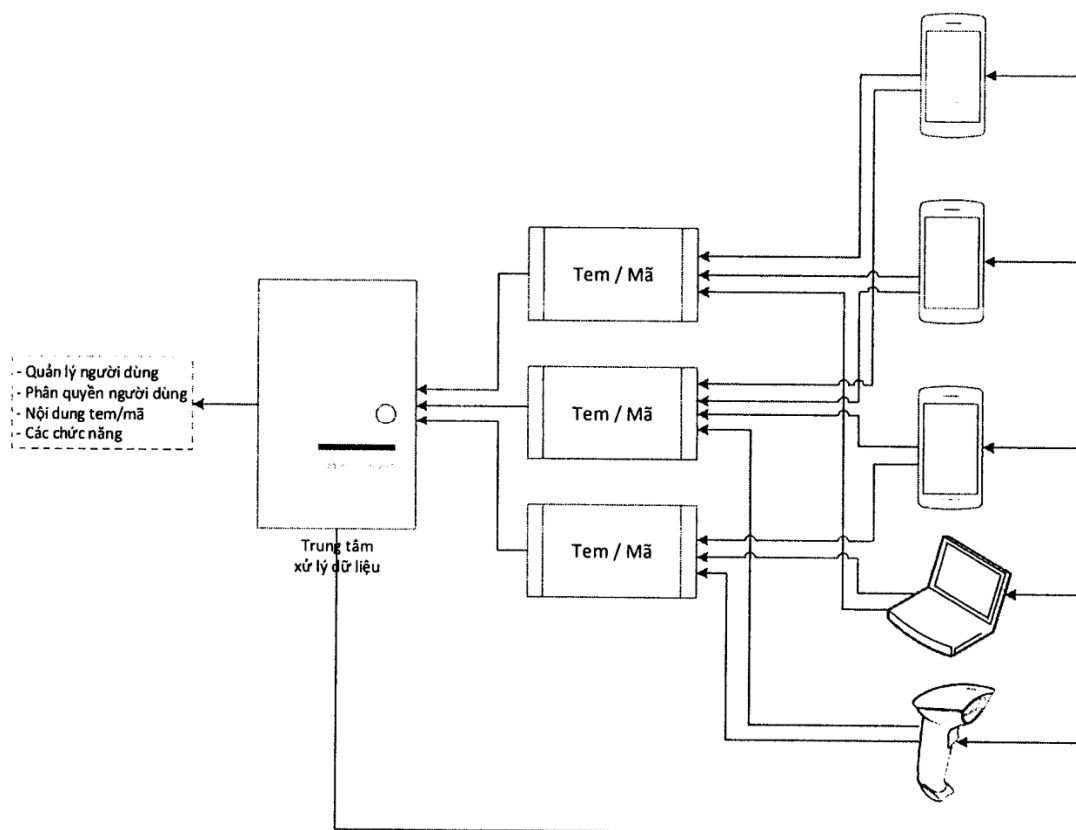 Tem / Mã
- Quản lý người dùng
- Phân quyền người dùng
- Nội dung tem/mã
- Các chức năng
Tem / Mã
Tem / Mã
Trung tâm
xử lý dữ liệu